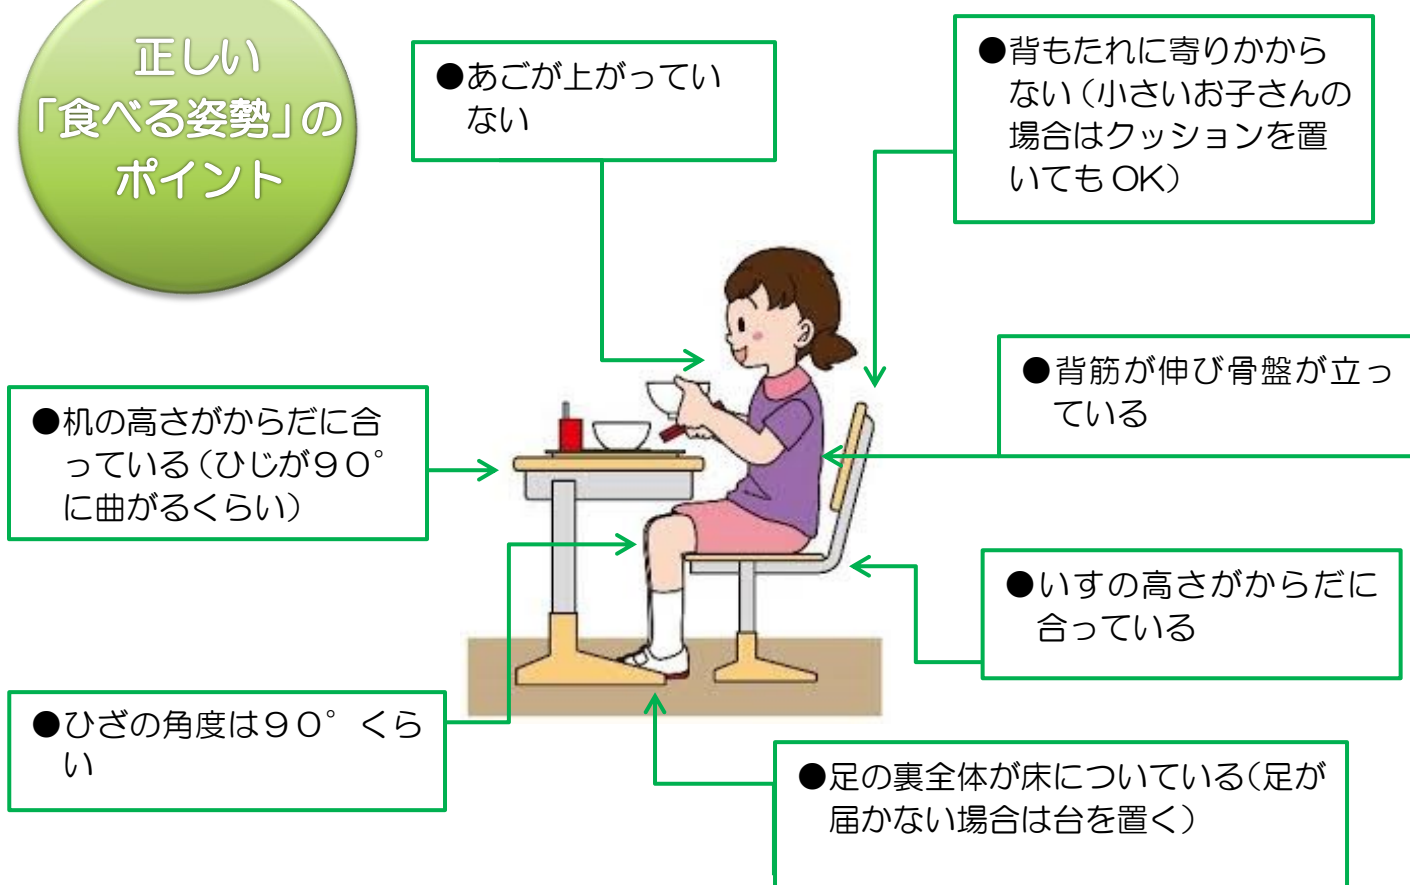 正しい
「食べる姿勢」の
ポイント
●あごが上がってい
ない
●背もたれに寄りかから
ない（小さいお子さんの
場合はクッションを置
いてもOK）
●背筋が伸び骨盤が立っ
ている
●机の高さがからだに合
っている（ひじが９０°
に曲がるくらい）
●いすの高さがからだに
合っている
●ひざの角度は９０°くら
い
●足の裏全体が床についている（足が
届かない場合は台を置く）